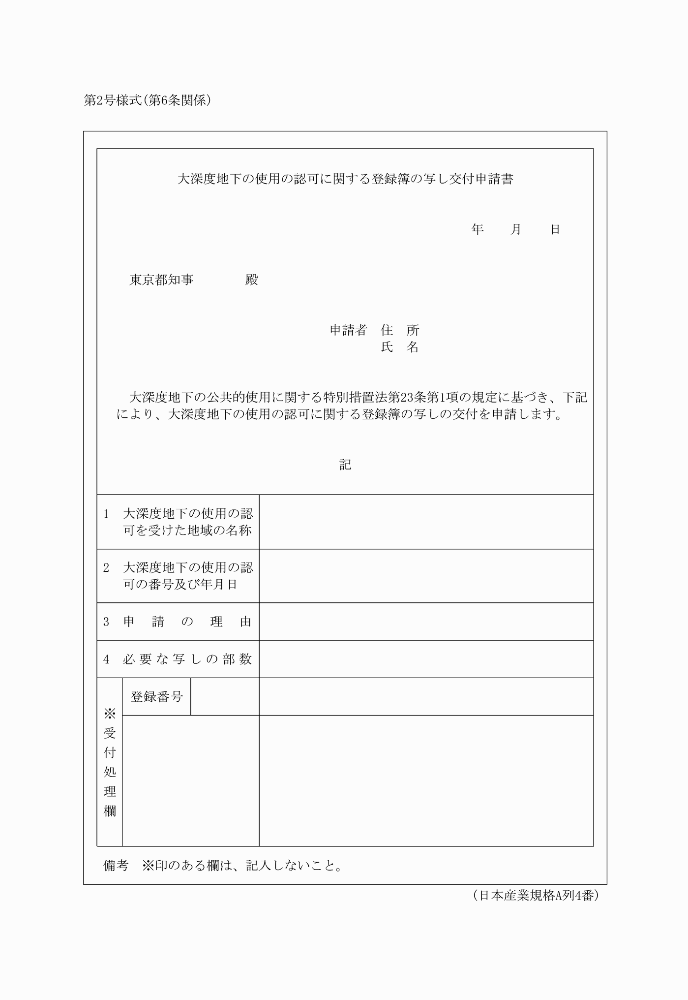 第2号様式(第6条関係)
大深度地下の使用の認可に関する登録簿の写し交付申請書
年　　月　　日
東京都知事　　　　殿
申請者　住　所
氏　名
大深度地下の公共的使用に関する特別措置法第23条第1項の規定に基づき、下記
により、大深度地下の使用の認可に関する登録簿の写しの交付を申請します。
記
1　大深度地下の使用の認
可を受けた地域の名称
2　大深度地下の使用の認
可の番号及び年月日
3　申請の理由
4　必要な写しの部数
※受付処理欄
登録番号
備考　※印のある欄は、記入しないこと。
(日本産業規格A列4番)